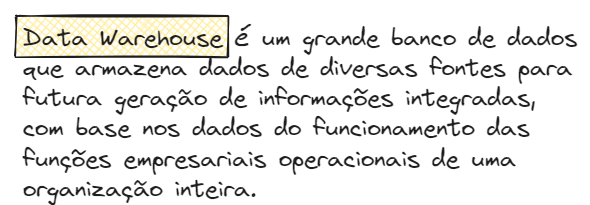 Data Warehouse é um grande banco de dados
que armazena dados de diversas fontes para
futura geração de informações integradas,
com base nos dados do funcionamento das
funções empresariais operacionais de uma
organização inteira.